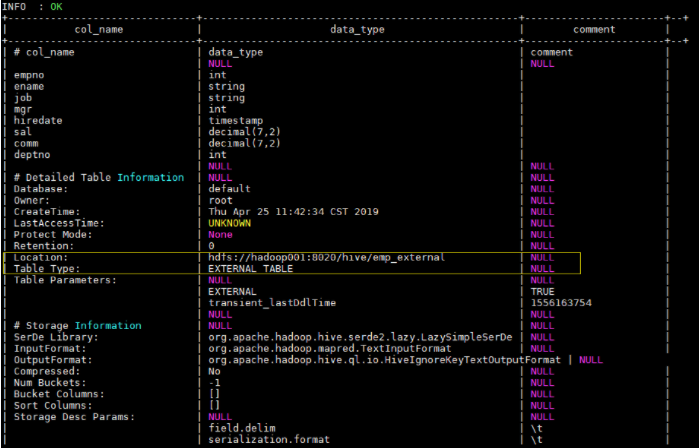 INFO : OK
| col_name | data_type | comment |
| # col_name | data_type | comment |
| | NULL | NULL |
| empno | int | |
| ename | string | |
| job | string | |
| mgr | int | |
| hiredate | timestamp | |
| sal | decimal(7,2) | |
| comm | decimal(7,2) | |
| deptno | int | |
| | NULL | NULL |
| # Detailed Table Information | NULL | NULL |
| Database: | default | NULL |
| Owner: | root | NULL |
| CreateTime: | Thu Apr 25 11:42:34 CST 2019 | NULL |
| LastAccessTime: | UNKNOWN | NULL |
| Protect Mode: | None | NULL |
| Retention: | 0 | NULL |
| Location: | hdfs://hadoop001:8020/hive/emp_external | NULL |
| Table Type: | EXTERNAL_TABLE | NULL |
| Table Parameters: | NULL | NULL |
| | EXTERNAL | TRUE |
| | transient_lastDdlTime | 1556163754 |
| | NULL | NULL |
| # Storage Information | NULL | NULL |
| SerDe Library: | org.apache.hadoop.hive.serde2.lazy.LazySimpleSerDe | NULL |
| InputFormat: | org.apache.hadoop.mapred.TextInputFormat | NULL |
| OutputFormat: | org.apache.hadoop.hive.ql.io.HiveIgnoreKeyTextOutputFormat | NULL |
| Compressed: | No | NULL |
| Num Buckets: | -1 | NULL |
| Bucket Columns: | [] | NULL |
| Sort Columns: | [] | NULL |
| Storage Desc Params: | NULL | NULL |
| | field.delim | \t |
| | serialization.format | \t |